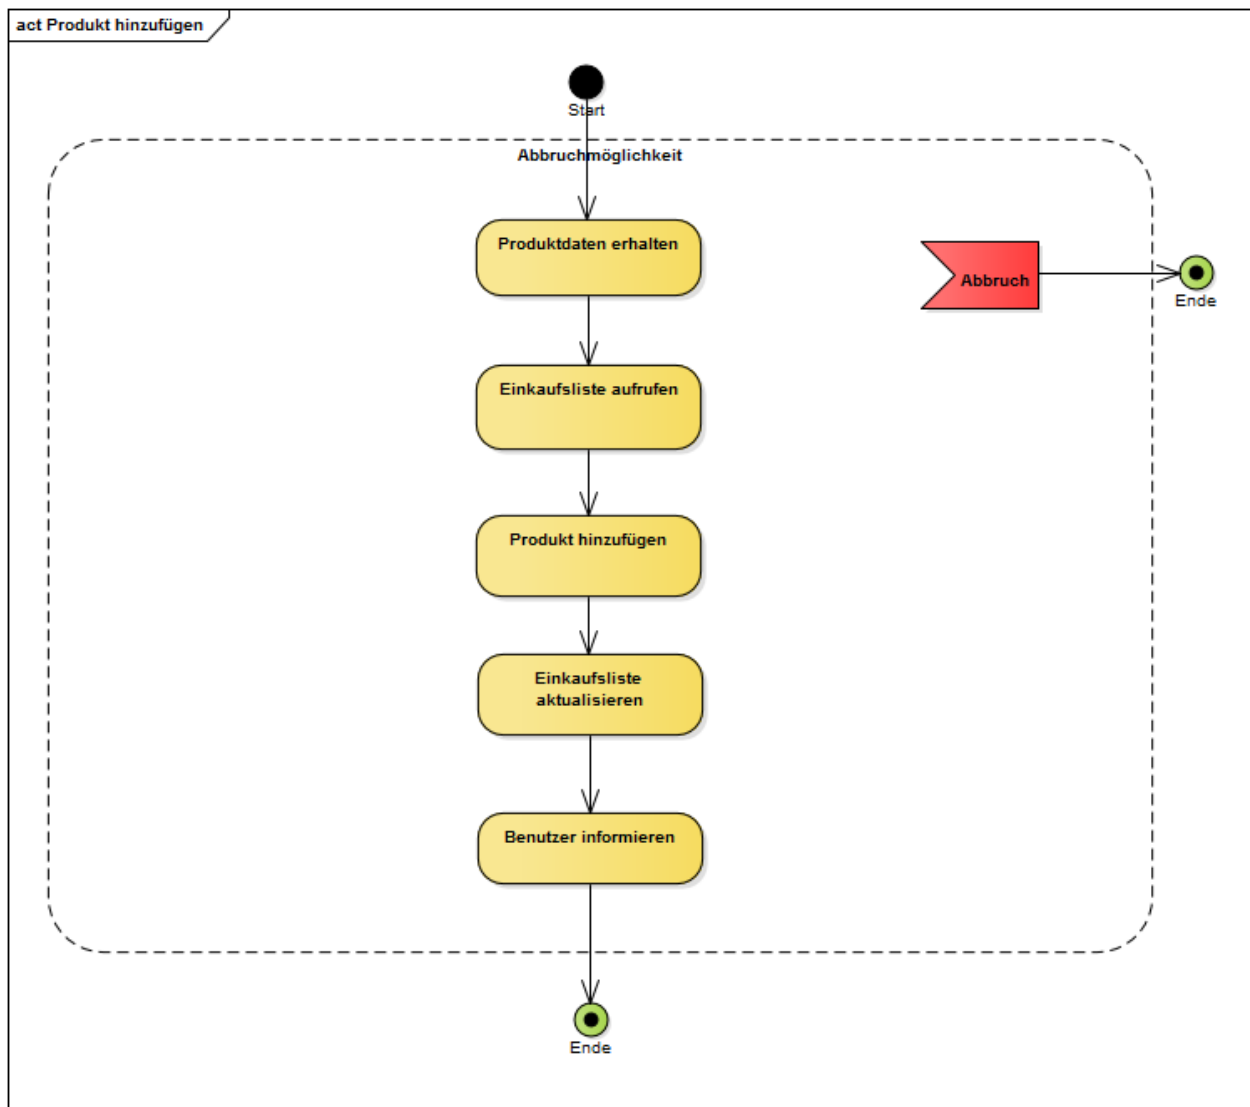 act Produkt hinzufügen
Start
Abbruchmöglichkeit
Produktdaten erhalten
Abbruch
Ende
Einkaufsliste aufrufen
Produkt hinzufügen
Einkaufsliste
aktualisieren
Benutzer informieren
Ende